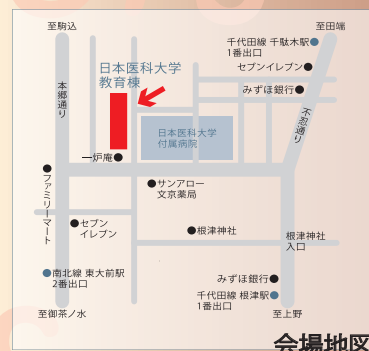 至駒込
至田端
千代田線 千駄木駅
1番出口
セブンイレブン
みずほ銀行
日本医科大学
教育棟
本郷通り
不忍通り
日本医科大学
付属病院
一炉庵
ファミリーマート
サンアロー
文京薬局
セブン
イレブン
根津神社
根津神社
入口
南北線 東大前駅
2番出口
みずほ銀行
千代田線 根津駅
1番出口
至御茶ノ水
至上野
会場地図